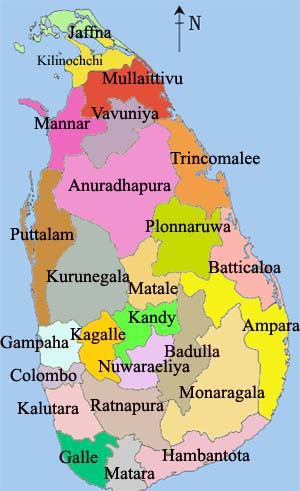 Jaffna
N
Kilinochchi
Mullaittivu
Vavuniya
Mannar
Trincomalee
Anuradhapura
Plonnaruwa
Puttalam
Batticaloa
Kurunegala
Matale
Kandy
Ampara
Gampaha
Kagalle
Badulla
Nuwaraeliya
Colombo
Monaragala
Kalutara
Ratnapura
Galle
Hambantota
Matara